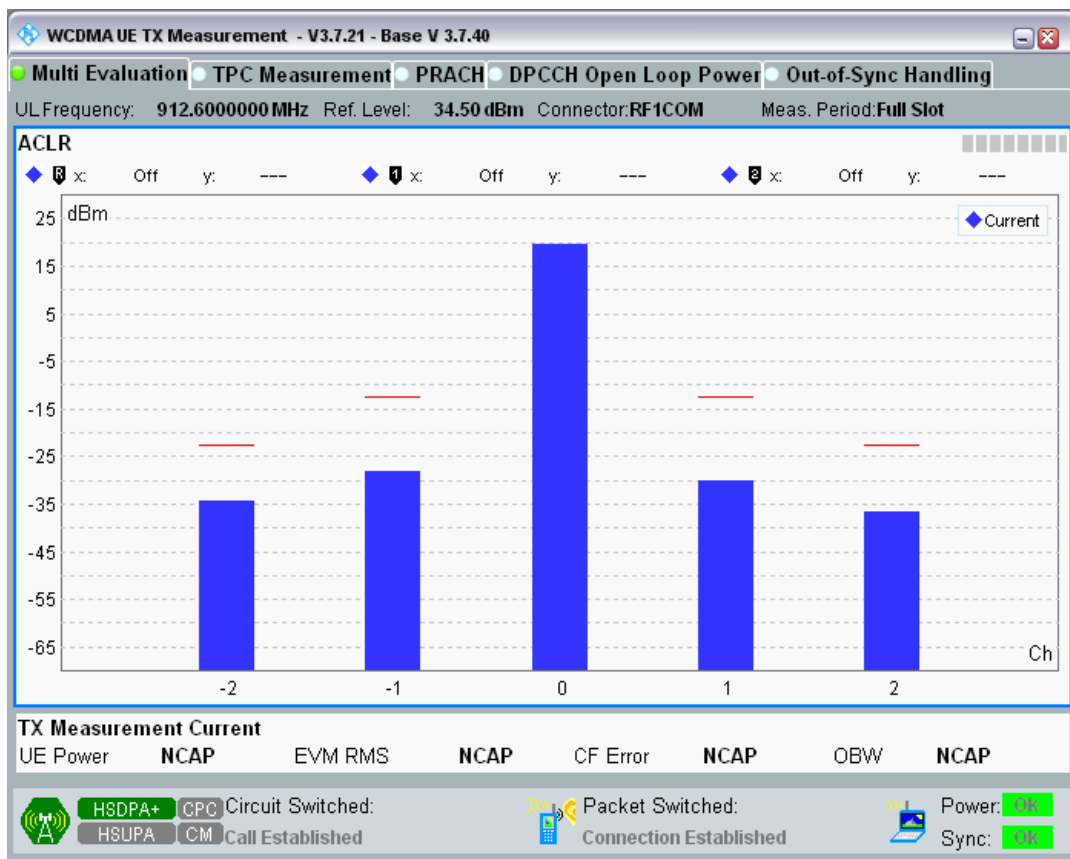 WCDMA UE TX Measurement - V3.7.21 - Base V 3.7.40
Multi Evaluation TPC Measurement PRACH DPCCH Open Loop Power Out-of-Sync Handling
UL Frequency: 912.6000000 MHz Ref. Level: 34.50 dBm Connector:RF1COM Meas. Period:Full Slot
ACLR
R x: Off y: --- 1 x: Off y: --- 2 x: Off y: ---
dBm
Current
25
15
5
-5
-15
-25
-35
-45
-55
-65
Ch
-2 -1 0 1 2
TX Measurement Current
UE Power NCAP EVM RMS NCAP CF Error NCAP OBW NCAP
HSDPA+ CPC Circuit Switched: Packet Switched: Power: OK
HSUPA CM Call Established Connection Established Sync: OK